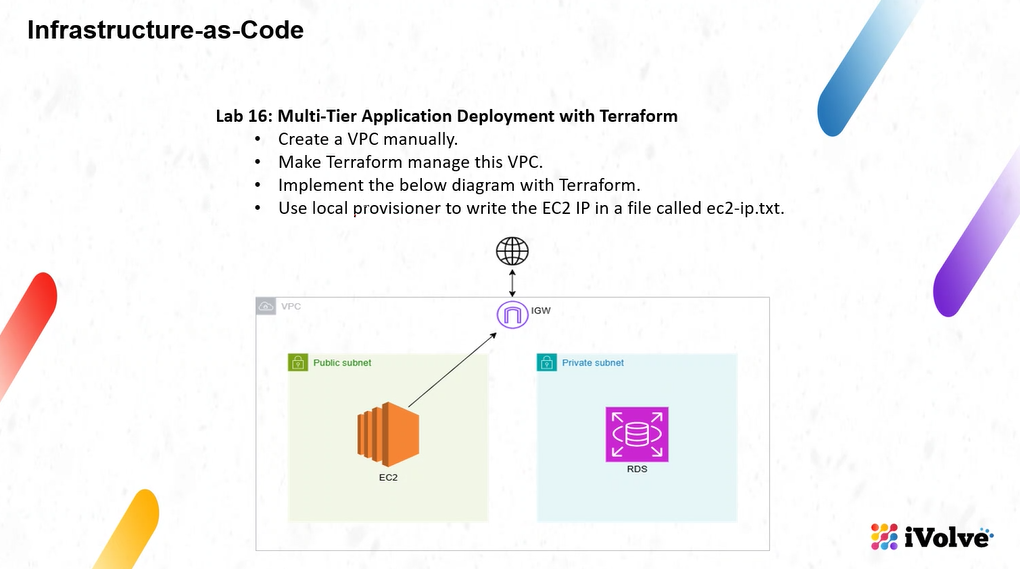 Infrastructure-as-Code
Lab 16: Multi-Tier Application Deployment with Terraform
• Create a VPC manually.
• Make Terraform manage this VPC.
• Implement the below diagram with Terraform.
• Use local provisioner to write the EC2 IP in a file called ec2-ip.txt.
VPC
IGW
Public subnet
Private subnet
EC2
RDS
iVolve